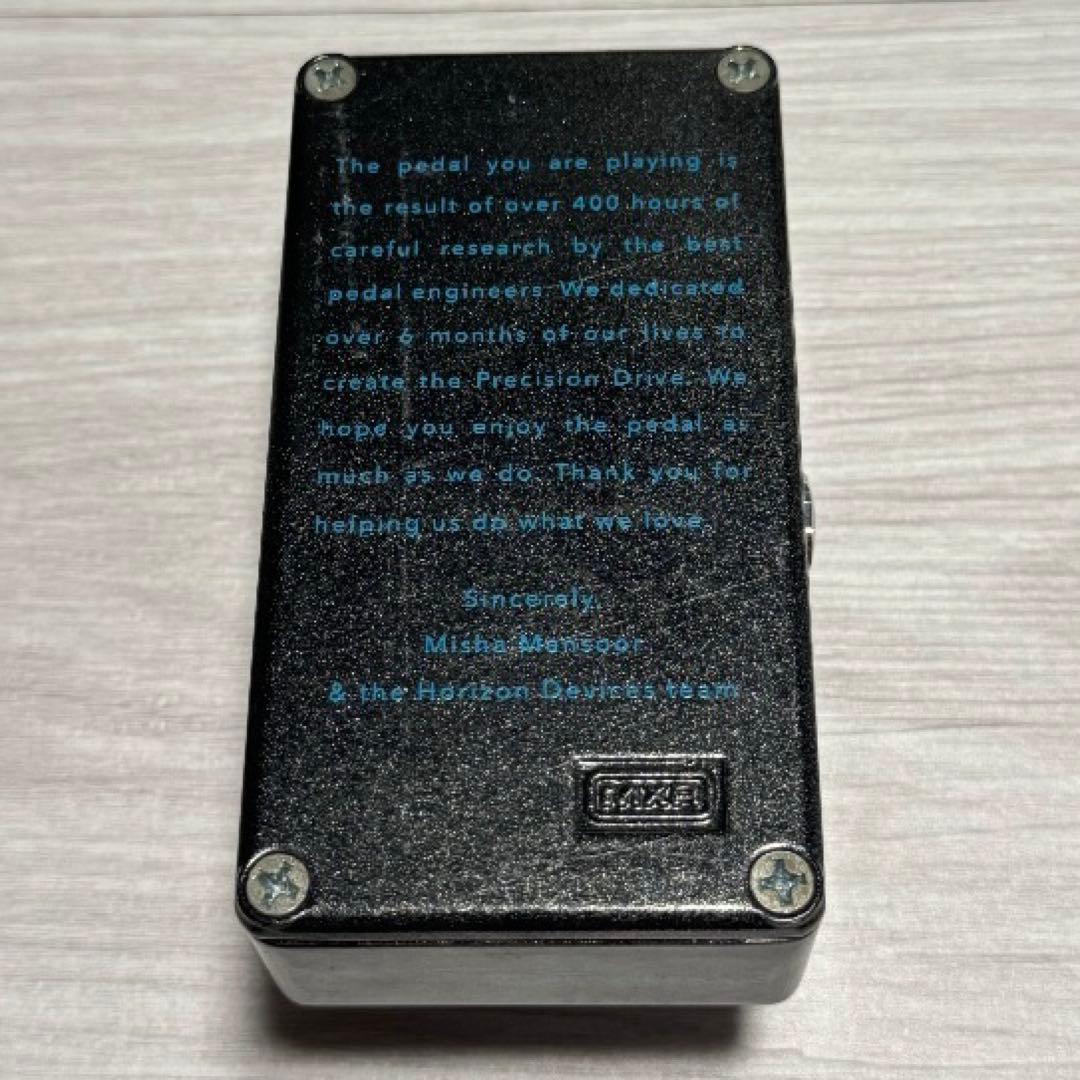 The pedal you are playing is
the result of over 400 hours of
careful research by the best
pedal engineers. We dedicated
over 6 months of our lives to
create the Precision Drive. We
hope you enjoy the pedal as
much as we do. Thank you for
helping us do what we love.
Sincerely,
Misha Mansoor
& the Horizon Devices team
MXR